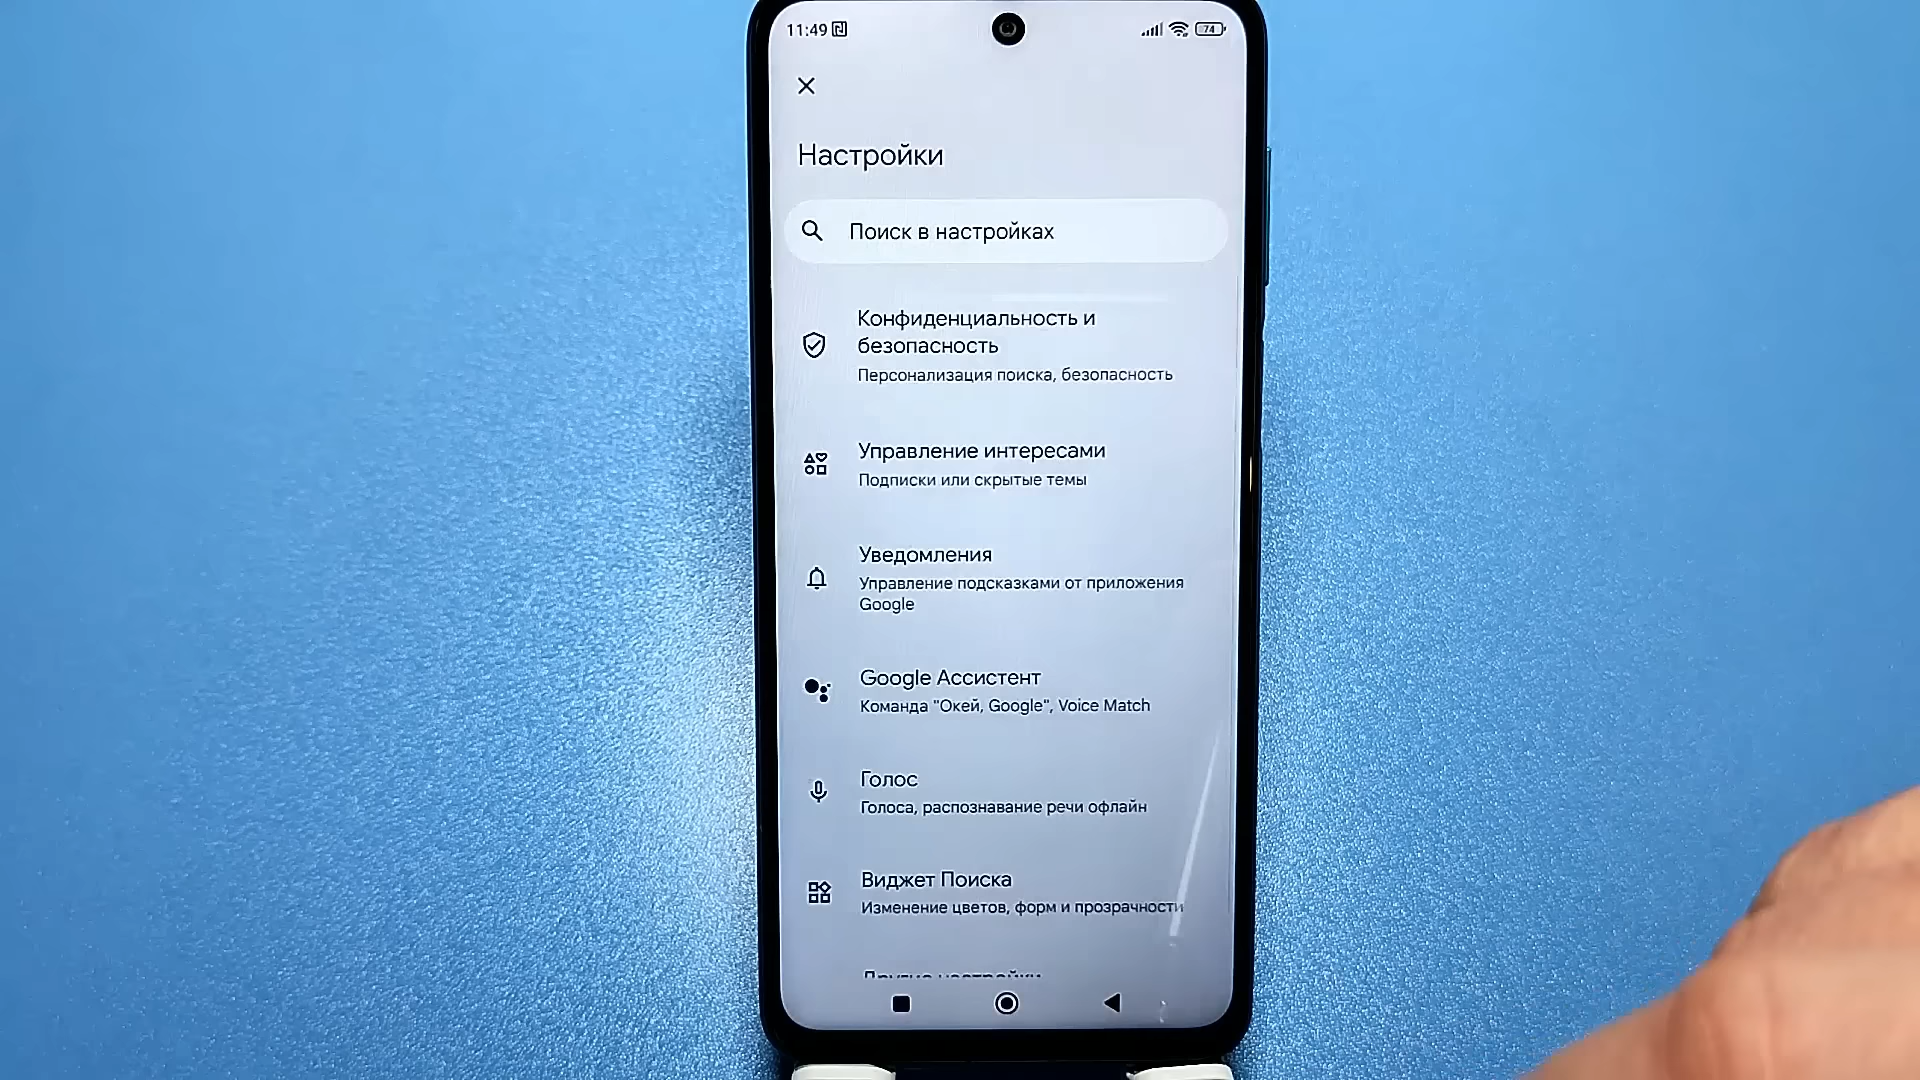 11:49
74
Настройки
Поиск в настройках
Конфиденциальность и
безопасность
Персонализация поиска, безопасность
Управление интересами
Подписки или скрытые темы
Уведомления
Управление подсказками от приложения
Google
Google Ассистент
Команда "Окей, Google", Voice Match
Голос
Голоса, распознавание речи офлайн
Виджет Поиска
Изменение цветов, форм и прозрачности
Другие настройки